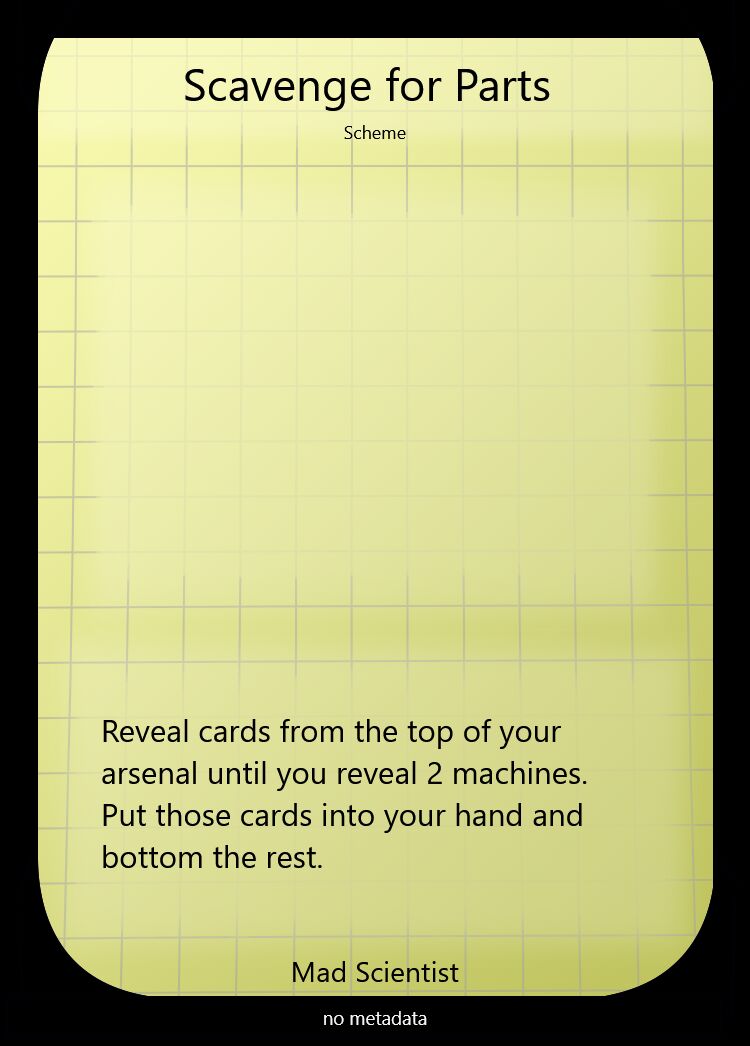 Scavenge for Parts
Scheme
Reveal cards from the top of your
arsenal until you reveal 2 machines.
Put those cards into your hand and
bottom the rest.
Mad Scientist
no metadata